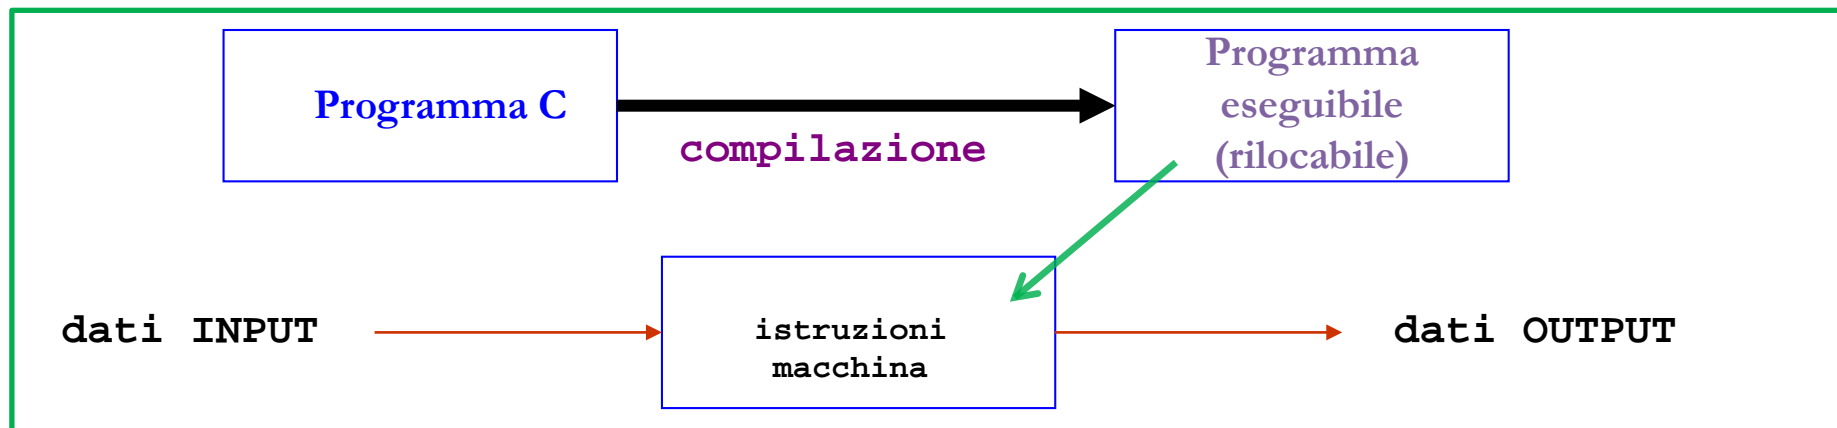 Programma C
compilazione
Programma
eseguibile
(rilocabile)
dati INPUT
istruzioni
macchina
dati OUTPUT